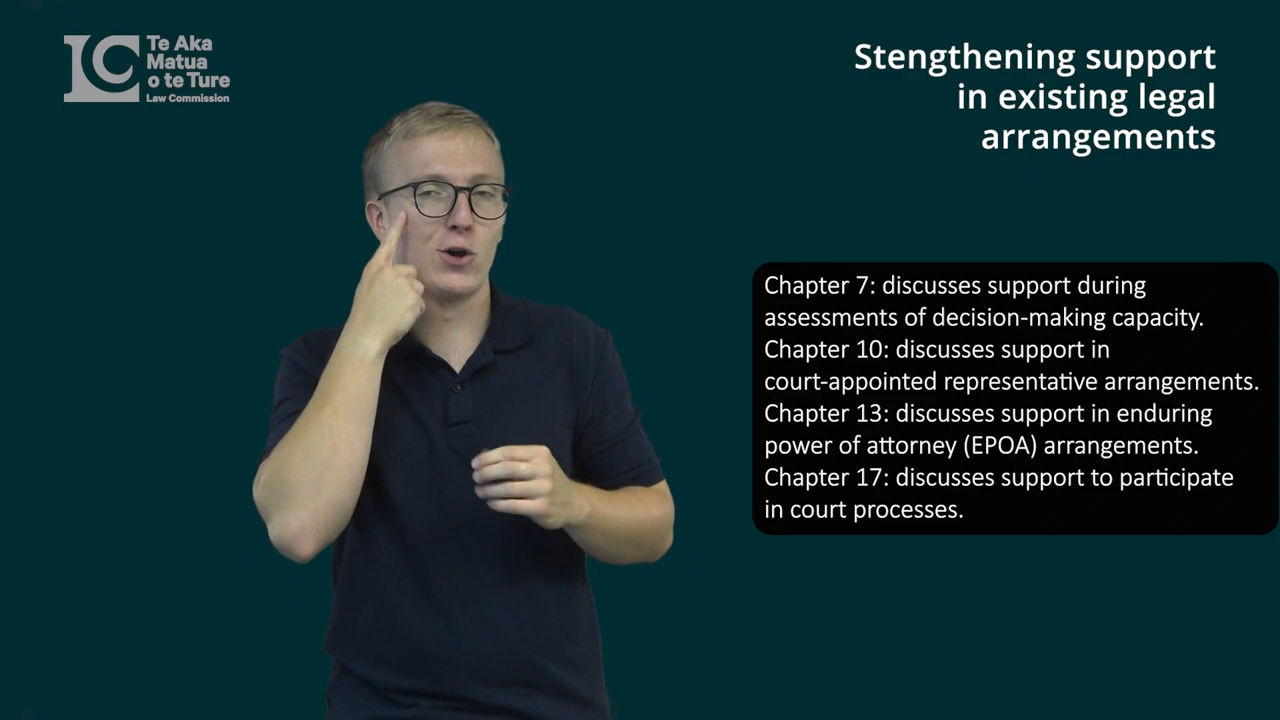 Te Aka
Matua
o te Ture
Law Commission
Stengthening support
in existing legal
arrangements
Chapter 7: discusses support during
assessments of decision-making capacity.
Chapter 10: discusses support in
court-appointed representative arrangements.
Chapter 13: discusses support in enduring
power of attorney (EPOA) arrangements.
Chapter 17: discusses support to participate
in court processes.